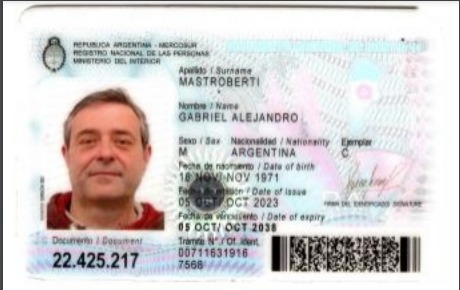 REPUBLICA ARGENTINA - MERCOSUR
REGISTRO NACIONAL DE LAS PERSONAS
MINISTERIO DEL INTERIOR
Apellido / Surname
MASTROBERTI
Nombre / Name
GABRIEL ALEJANDRO
Sexo / Sex Nacionalidad / Nationality Ejemplar
M ARGENTINA C
Fecha de nacimiento / Date of birth
18 NOV/ NOV 1971
Fecha de emisión / Date of issue
05 OCT/ OCT 2023
FIRMA DEL IDENTIFICADO / SIGNATURE
Fecha de vencimiento / Date of expiry
05 OCT/ OCT 2038
Documento / Document
22.425.217
Trámite N° / Of. ident.
00711631916
7568